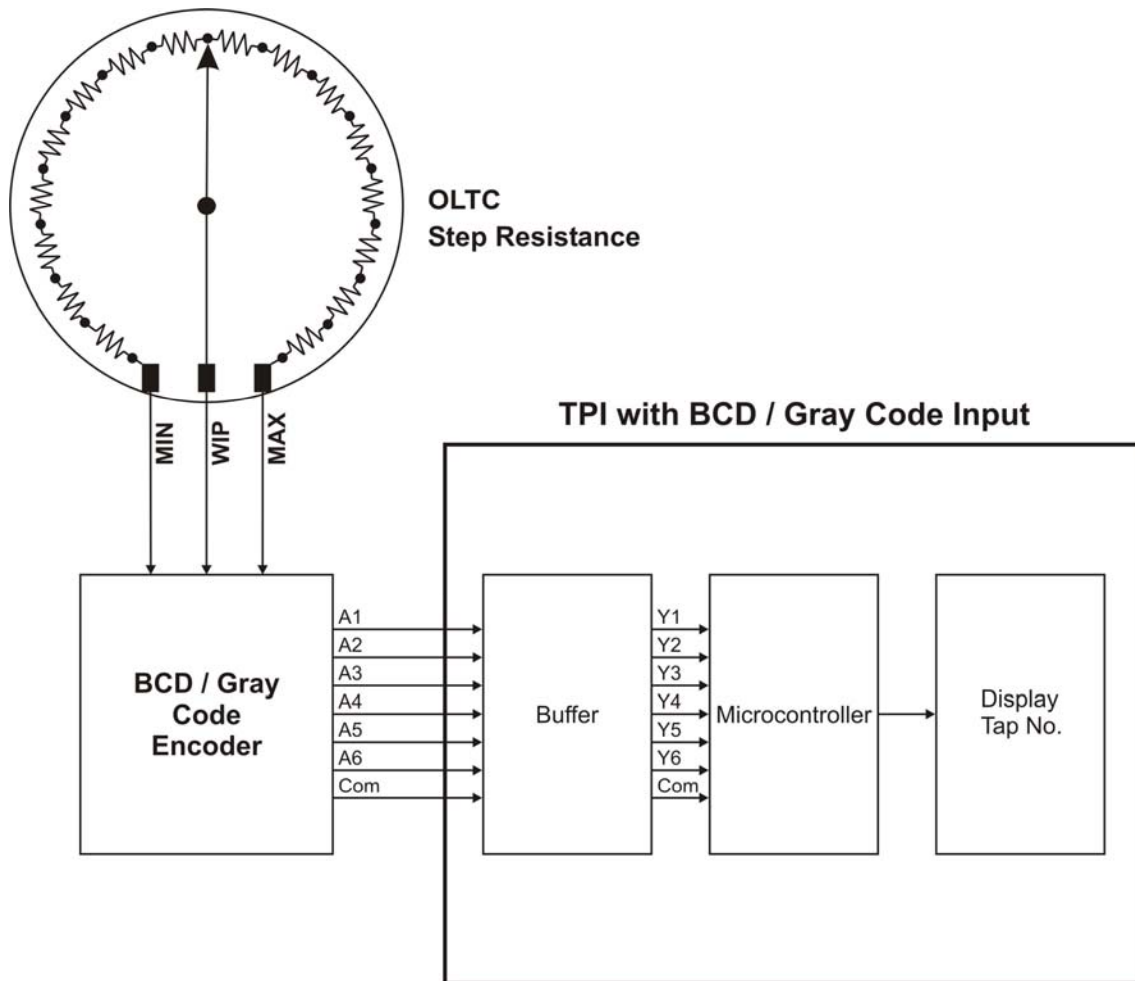 OLTC
Step Resistance
MIN
WIP
MAX
TPI with BCD / Gray Code Input
BCD / Gray
Code
Encoder
A1
A2
A3
A4
A5
A6
Com
Buffer
Y1
Y2
Y3
Y4
Y5
Y6
Com
Microcontroller
Display
Tap No.